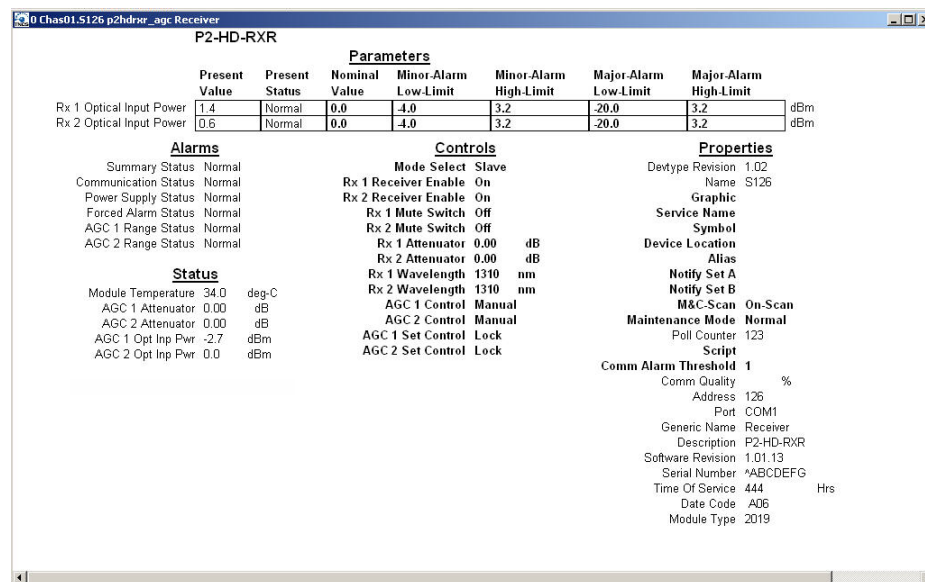 0 Chas01.S126 p2hdrxr_agc Receiver
P2-HD-RXR
Parameters
Present Value Present Status Nominal Value Minor-Alarm Low-Limit Minor-Alarm High-Limit Major-Alarm Low-Limit Major-Alarm High-Limit
Rx 1 Optical Input Power 1.4 Normal 0.0 -4.0 3.2 -20.0 3.2 dBm
Rx 2 Optical Input Power 0.6 Normal 0.0 -4.0 3.2 -20.0 3.2 dBm
Alarms
Summary Status Normal
Communication Status Normal
Power Supply Status Normal
Forced Alarm Status Normal
AGC 1 Range Status Normal
AGC 2 Range Status Normal
Status
Module Temperature 34.0 deg-C
AGC 1 Attenuator 0.00 dB
AGC 2 Attenuator 0.00 dB
AGC 1 Opt Inp Pwr -2.7 dBm
AGC 2 Opt Inp Pwr 0.0 dBm
Controls
Mode Select Slave
Rx 1 Receiver Enable On
Rx 2 Receiver Enable On
Rx 1 Mute Switch Off
Rx 2 Mute Switch Off
Rx 1 Attenuator 0.00 dB
Rx 2 Attenuator 0.00 dB
Rx 1 Wavelength 1310 nm
Rx 2 Wavelength 1310 nm
AGC 1 Control Manual
AGC 2 Control Manual
AGC 1 Set Control Lock
AGC 2 Set Control Lock
Properties
Devtype Revision 1.02
Name S126
Graphic
Service Name
Symbol
Device Location
Alias
Notify Set A
Notify Set B
M&C-Scan On-Scan
Maintenance Mode Normal
Poll Counter 123
Script
Comm Alarm Threshold 1
Comm Quality %
Address 126
Port COM1
Generic Name Receiver
Description P2-HD-RXR
Software Revision 1.01.13
Serial Number ^ABCDEFG
Time Of Service 444 Hrs
Date Code A06
Module Type 2019